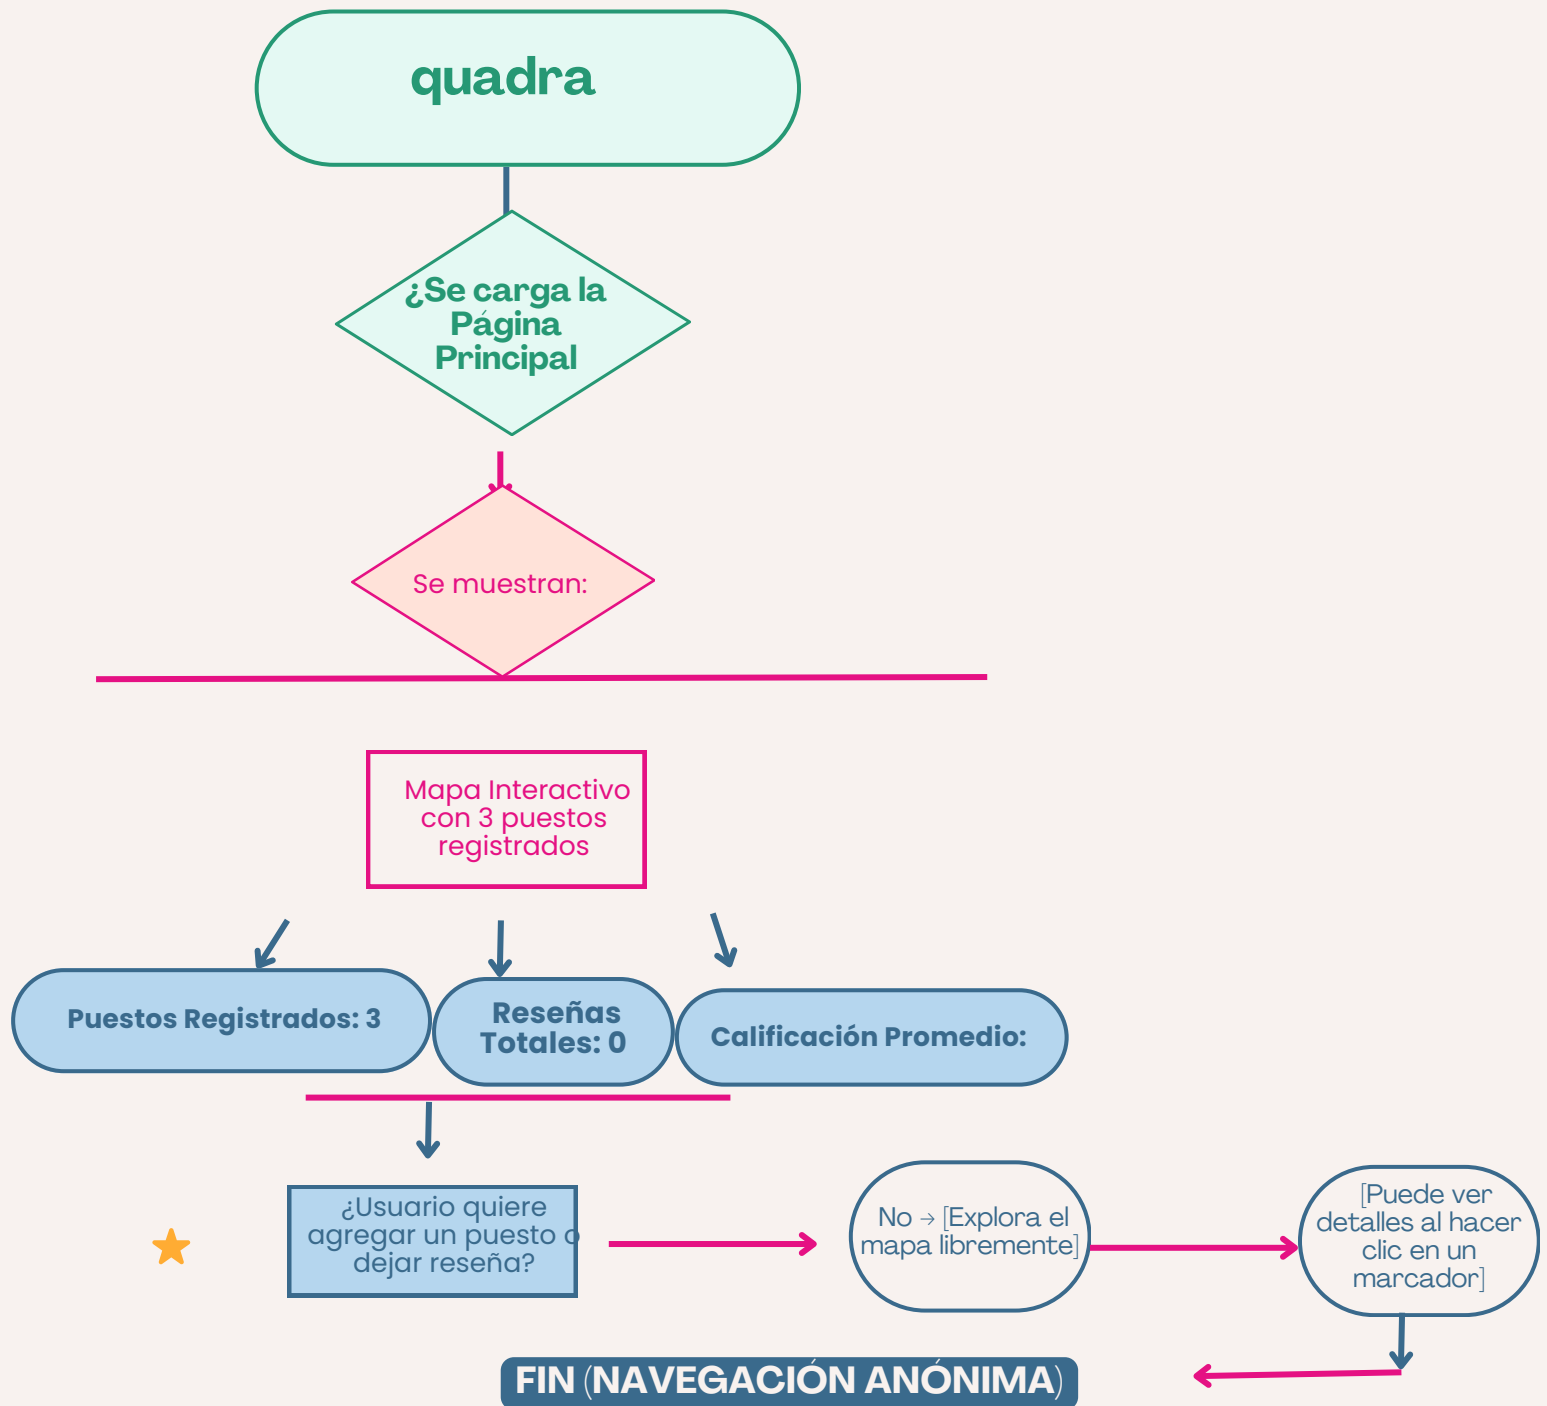 quadra
¿Se carga la
Página
Principal
Se muestran:
Mapa Interactivo
con 3 puestos
registrados
Puestos Registrados: 3
Reseñas
Totales: 0
Calificación Promedio:
¿Usuario quiere
agregar un puesto o
dejar reseña?
No → [Explora el
mapa libremente]
[Puede ver
detalles al hacer
clic en un
marcador]
FIN (NAVEGACIÓN ANÓNIMA)